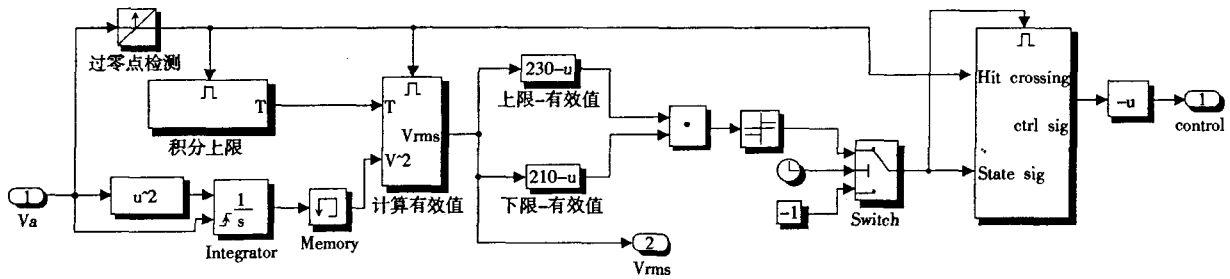 过零点检测
T
积分上限
T
Vrms
V~2
计算有效值
230-u
上限-有效值
210-u
下限-有效值
Hit crossing
ctrl sig
State sig
-u
1
control
1
Va
u~2
1
s
Integrator
Memory
-1
Switch
2
Vrms